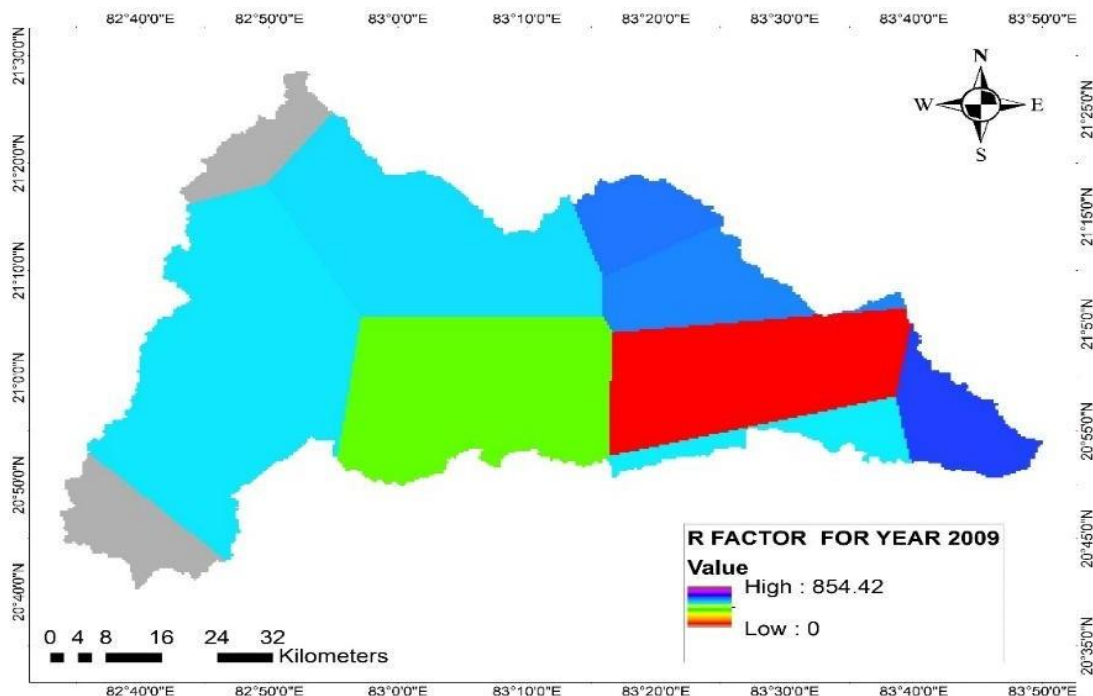 82°40'0"E 82°50'0"E 83°0'0"E 83°10'0"E 83°20'0"E 83°30'0"E 83°40'0"E 83°50'0"E
21°30'0"N
21°20'0"N
21°10'0"N
21°0'0"N
20°50'0"N
20°40'0"N
N
W E
S
21°25'0"N
21°15'0"N
21°5'0"N
20°55'0"N
20°45'0"N
20°35'0"N
R FACTOR FOR YEAR 2009
Value
High : 854.42
Low : 0
0 4 8 16 24 32
Kilometers
82°40'0"E 82°50'0"E 83°0'0"E 83°10'0"E 83°20'0"E 83°30'0"E 83°40'0"E 83°50'0"E